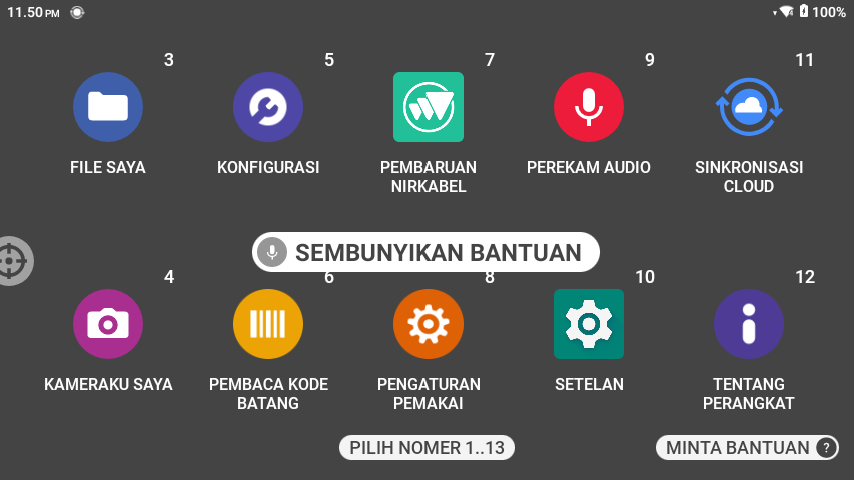 11.50 PM
100%
3
5
7
9
11
FILE SAYA
KONFIGURASI
PEMBARUAN
NIRKABEL
PEREKAM AUDIO
SINKRONISASI
CLOUD
SEMBUNYIKAN BANTUAN
4
6
8
10
12
KAMERAKU SAYA
PEMBACA KODE
BATANG
PENGATURAN
PEMAKAI
SETELAN
TENTANG
PERANGKAT
PILIH NOMER 1..13
MINTA BANTUAN ?